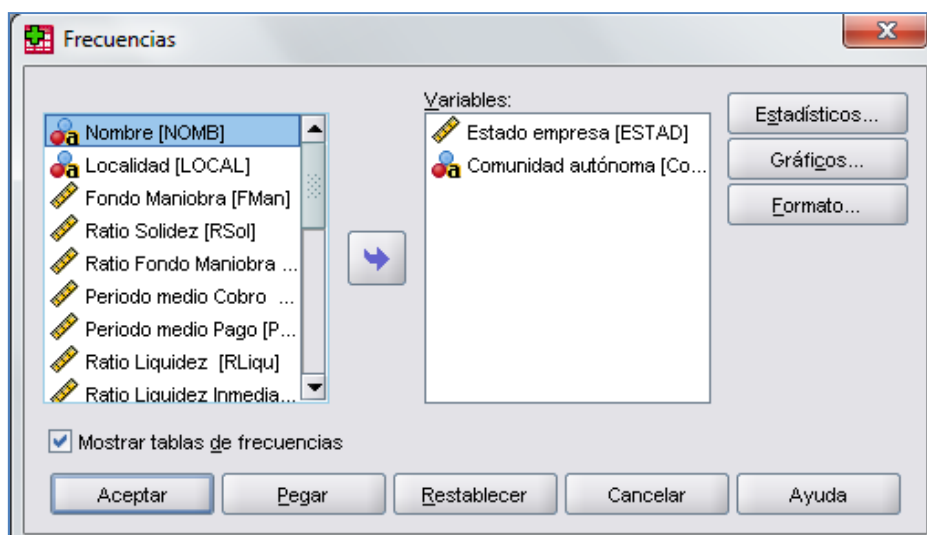 Frecuencias
Variables:
Nombre [NOMB]
Localidad [LOCAL]
Fondo Maniobra [FMan]
Ratio Solidez [RSol]
Ratio Fondo Maniobra ...
Periodo medio Cobro ...
Periodo medio Pago [P...
Ratio Liquidez [RLiqu]
Ratio Liquidez Inmedia...
Estado empresa [ESTAD]
Comunidad autónoma [Co...
Estadísticos...
Gráficos...
Formato...
Mostrar tablas de frecuencias
Aceptar
Pegar
Restablecer
Cancelar
Ayuda